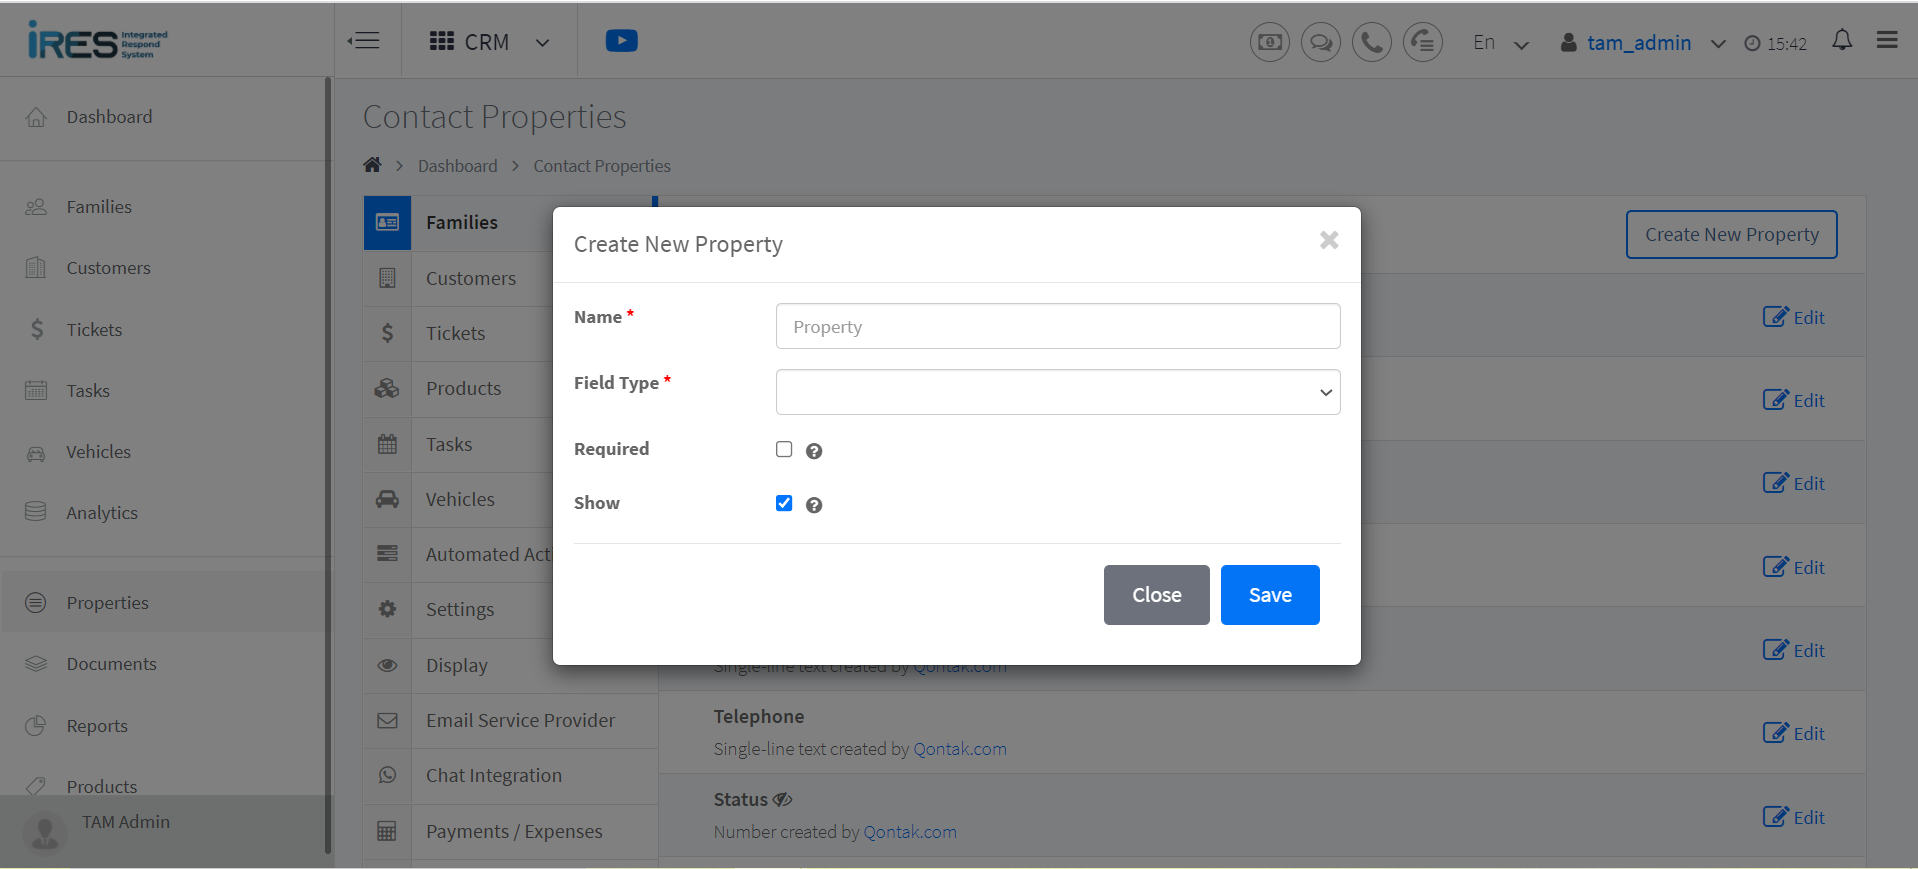 iRES Integrated
Respond
System
CRM
En
tam_admin
15:42
Dashboard
Families
Customers
Tickets
Tasks
Vehicles
Analytics
Properties
Documents
Reports
Products
TAM Admin
Contact Properties
Dashboard
Contact Properties
Families
Customers
Tickets
Products
Tasks
Vehicles
Automated Act
Settings
Display
Email Service Provider
Chat Integration
Payments / Expenses
Create New Property
Edit
Edit
Edit
Edit
Single-line text created by Qontak.com
Edit
Telephone
Single-line text created by Qontak.com
Edit
Status
Number created by Qontak.com
Edit
Create New Property
Name *
Property
Field Type *
Required
Show
Close
Save